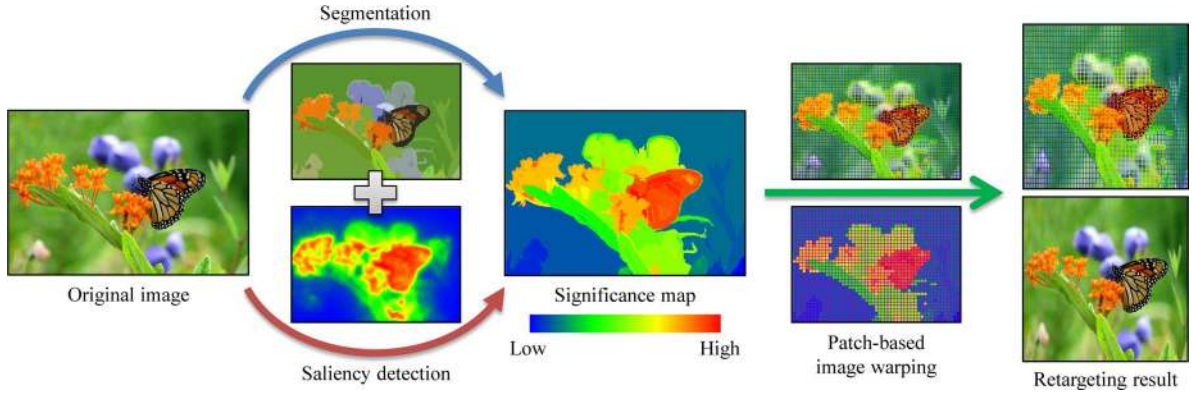 Segmentation
Original image
Saliency detection
Significance map
Low High
Patch-based
image warping
Retargeting result